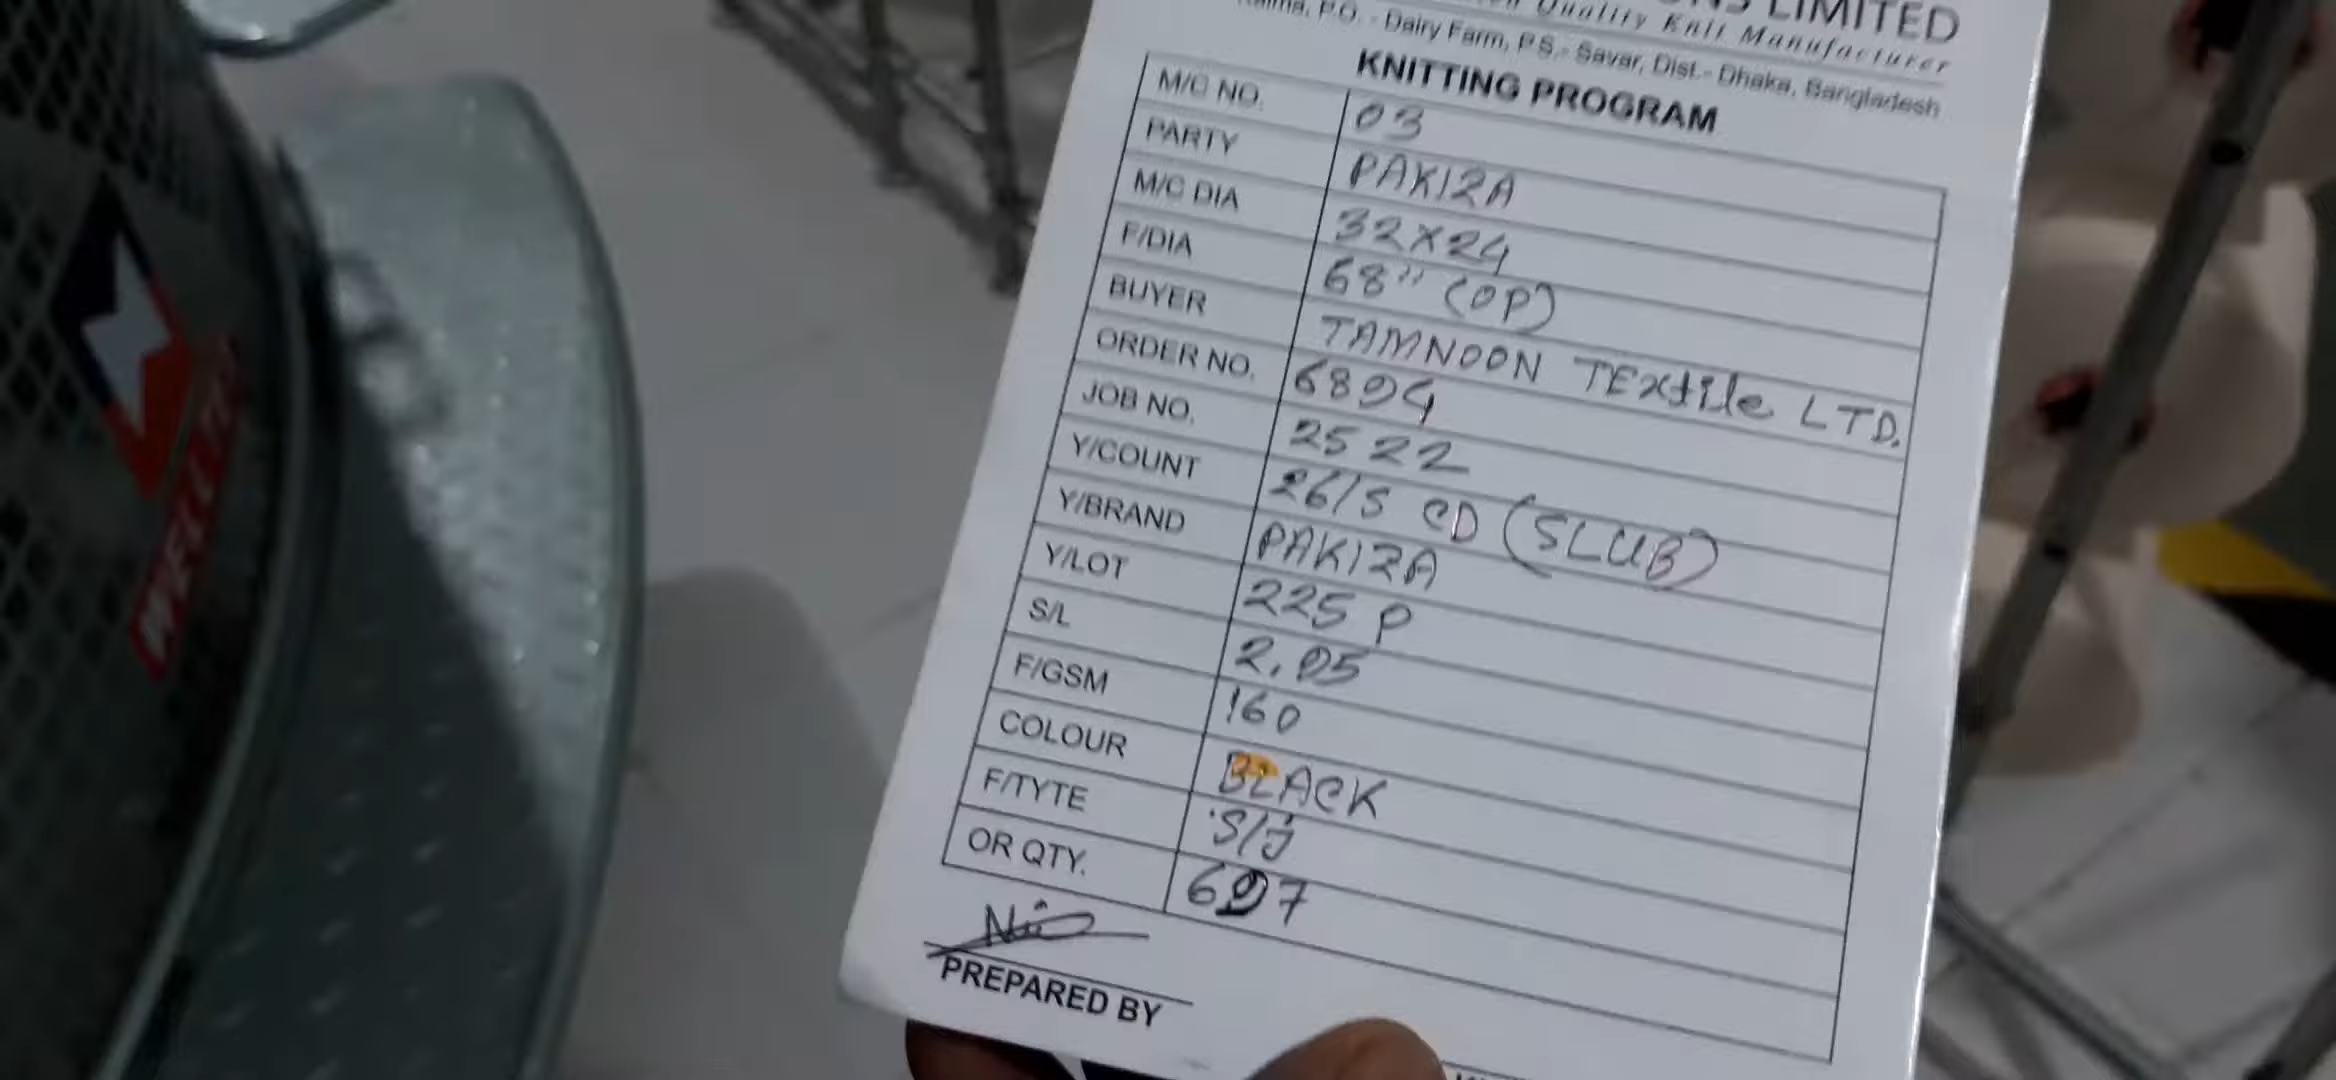 LIMITED
Quality Knit Manufacturer
P.O. - Dairy Farm, P.S.- Savar, Dist.- Dhaka, Bangladesh
KNITTING PROGRAM
M/C NO. 03
PARTY PAKIZA
M/C DIA 32X24
F/DIA 68" (OP)
BUYER TAMNOON TEXtile LTD.
ORDER NO. 6894
JOB NO. 2522
Y/COUNT 26/S CD (SLUB)
Y/BRAND PAKIZA
Y/LOT 225 P
S/L 2.95
F/GSM 160
COLOUR BLACK
F/TYTE S/J
OR QTY. 697
PREPARED BY